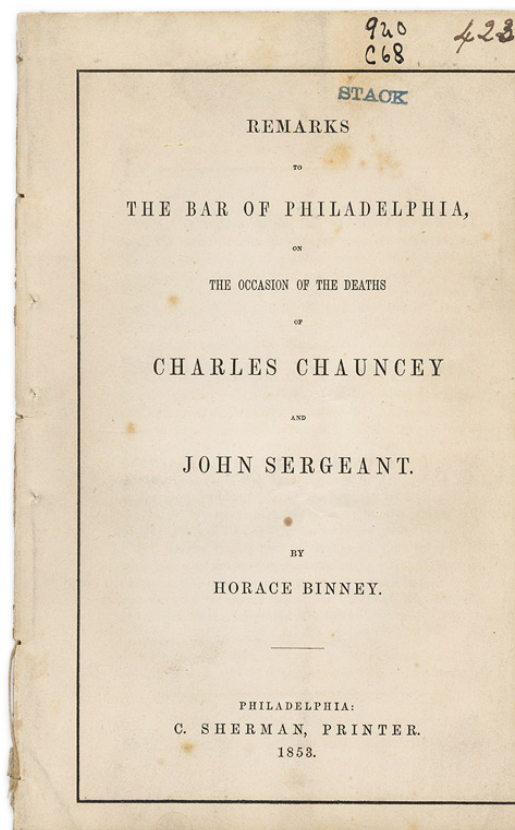 920 423
C68
STACK
REMARKS
TO
THE BAR OF PHILADELPHIA,
ON
THE OCCASION OF THE DEATHS
OF
CHARLES CHAUNCEY
AND
JOHN SERGEANT.
BY
HORACE BINNEY.
PHILADELPHIA:
C. SHERMAN, PRINTER.
1853.